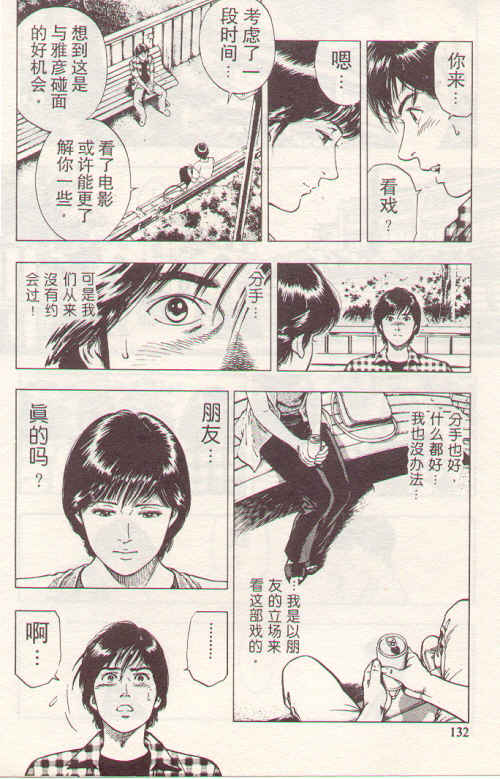 你来…
看戏？
嗯…
考虑了一
段时间…
想到这是
与雅彦碰面
的好机会。
看了电影
或许能更了
解你一些。
分手…
可是我
们从来
没有约
会过！
分手也好，
什么都好…
我也没办法…
…我是以朋
友的立场来
看这部戏的。
朋友…
真的吗？
………
啊…
132